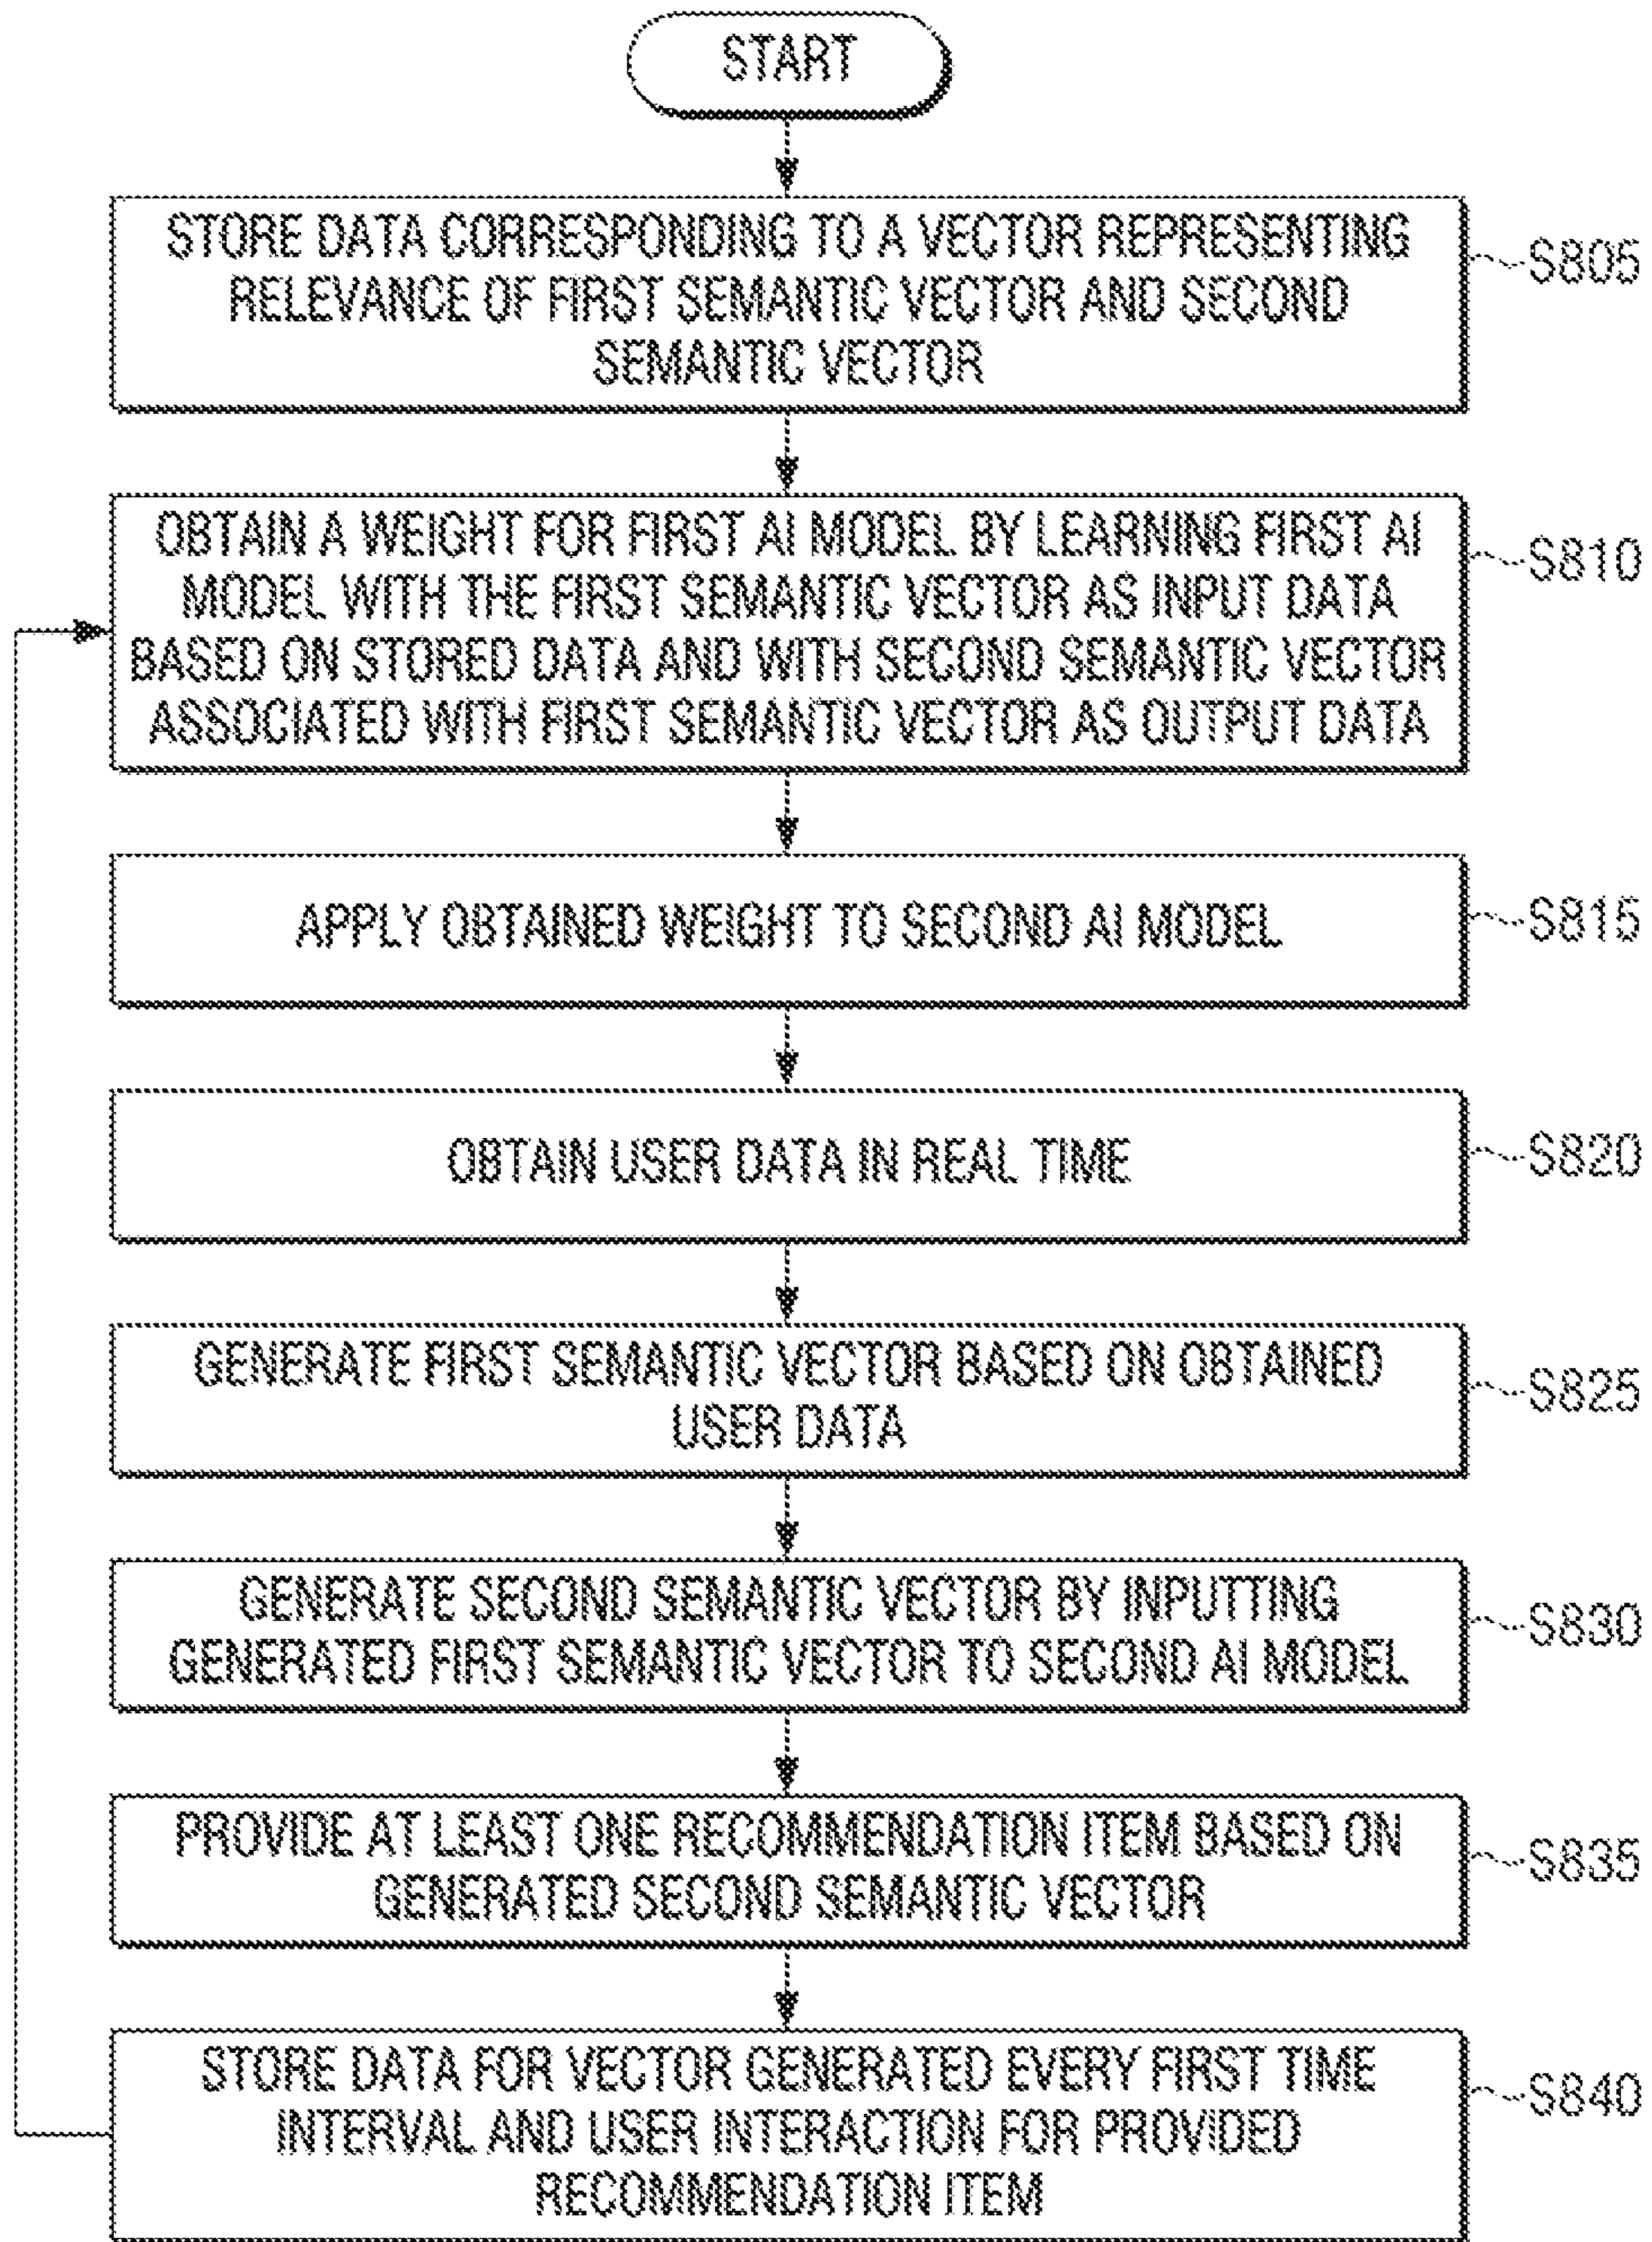 START
STORE DATA CORRESPONDING TO A VECTOR REPRESENTING
RELEVANCE OF FIRST SEMANTIC VECTOR AND SECOND
SEMANTIC VECTOR
S805
OBTAIN A WEIGHT FOR FIRST AI MODEL BY LEARNING FIRST AI
MODEL WITH THE FIRST SEMANTIC VECTOR AS INPUT DATA
BASED ON STORED DATA AND WITH SECOND SEMANTIC VECTOR
ASSOCIATED WITH FIRST SEMANTIC VECTOR AS OUTPUT DATA
S810
APPLY OBTAINED WEIGHT TO SECOND AI MODEL
S815
OBTAIN USER DATA IN REAL TIME
S820
GENERATE FIRST SEMANTIC VECTOR BASED ON OBTAINED
USER DATA
S825
GENERATE SECOND SEMANTIC VECTOR BY INPUTTING
GENERATED FIRST SEMANTIC VECTOR TO SECOND AI MODEL
S830
PROVIDE AT LEAST ONE RECOMMENDATION ITEM BASED ON
GENERATED SECOND SEMANTIC VECTOR
S835
STORE DATA FOR VECTOR GENERATED EVERY FIRST TIME
INTERVAL AND USER INTERACTION FOR PROVIDED
RECOMMENDATION ITEM
S840